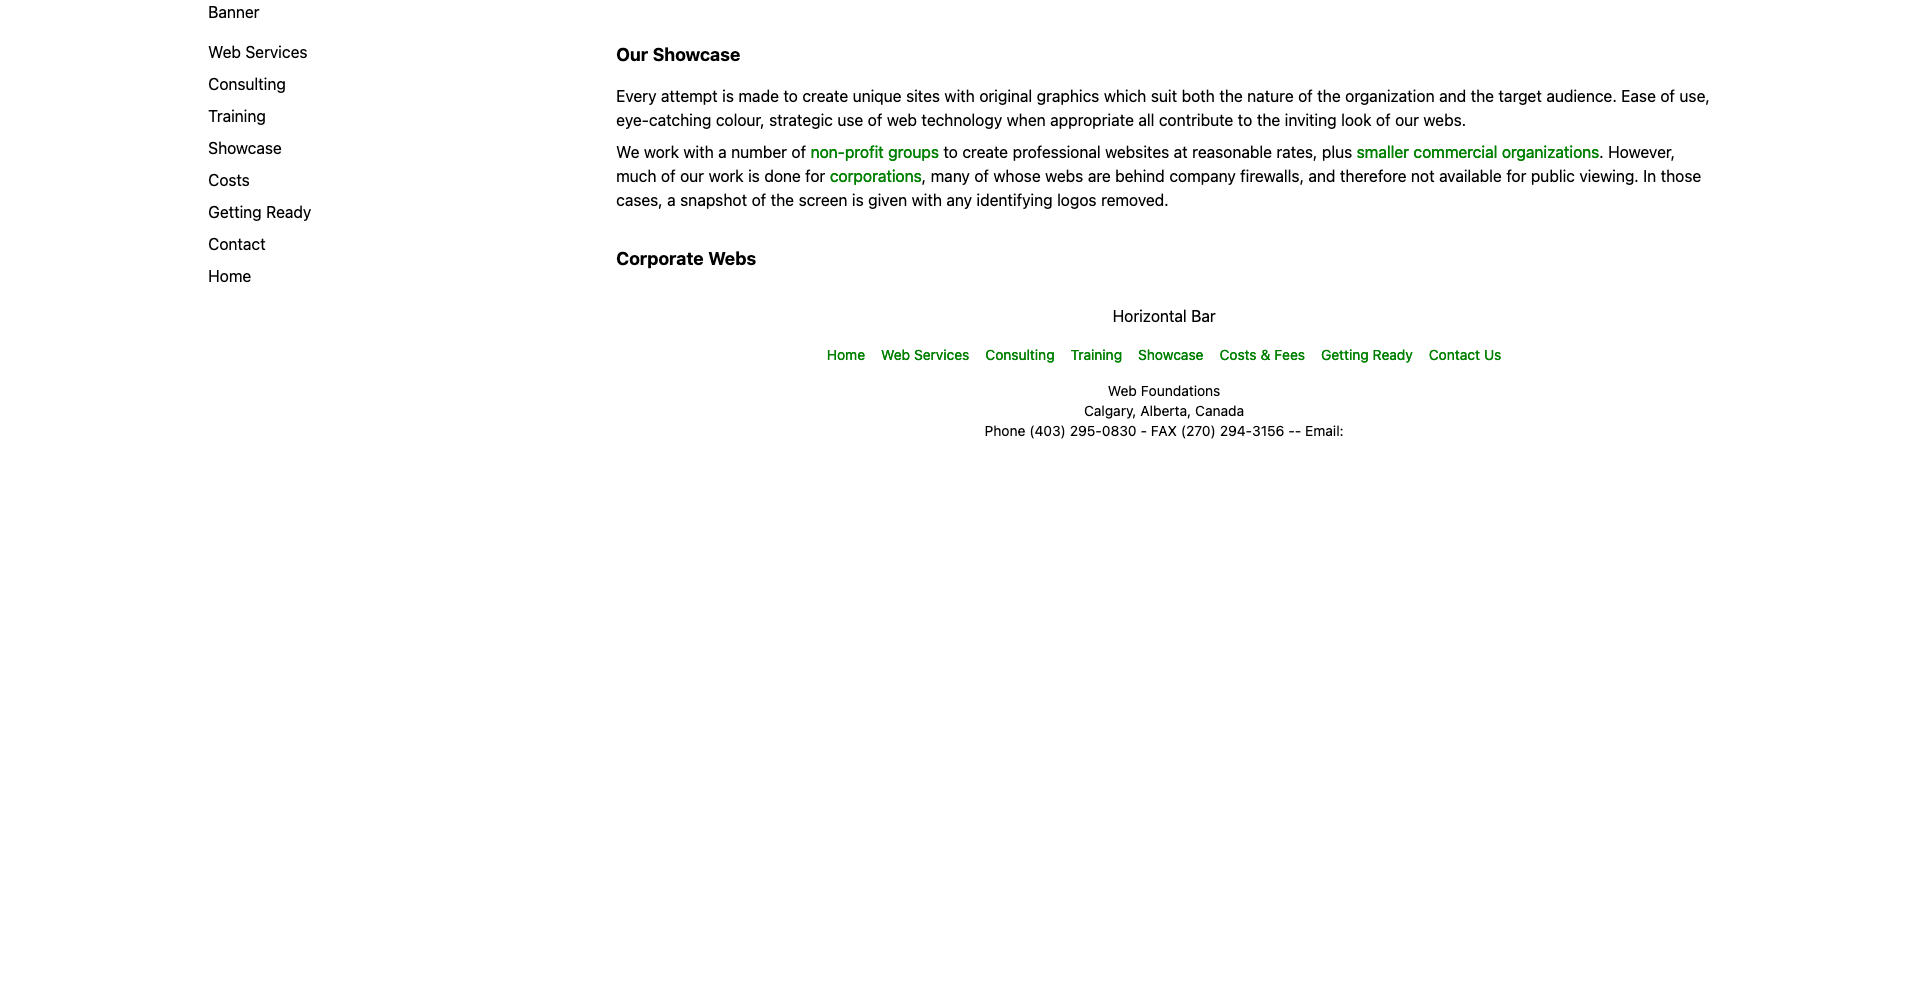 Banner
Web Services
Consulting
Training
Showcase
Costs
Getting Ready
Contact
Home
Our Showcase
Every attempt is made to create unique sites with original graphics which suit both the nature of the organization and the target audience. Ease of use,
eye-catching colour, strategic use of web technology when appropriate all contribute to the inviting look of our webs.
We work with a number of non-profit groups to create professional websites at reasonable rates, plus smaller commercial organizations. However,
much of our work is done for corporations, many of whose webs are behind company firewalls, and therefore not available for public viewing. In those
cases, a snapshot of the screen is given with any identifying logos removed.
Corporate Webs
Horizontal Bar
Home Web Services Consulting Training Showcase Costs & Fees Getting Ready Contact Us
Web Foundations
Calgary, Alberta, Canada
Phone (403) 295-0830 - FAX (270) 294-3156 -- Email: